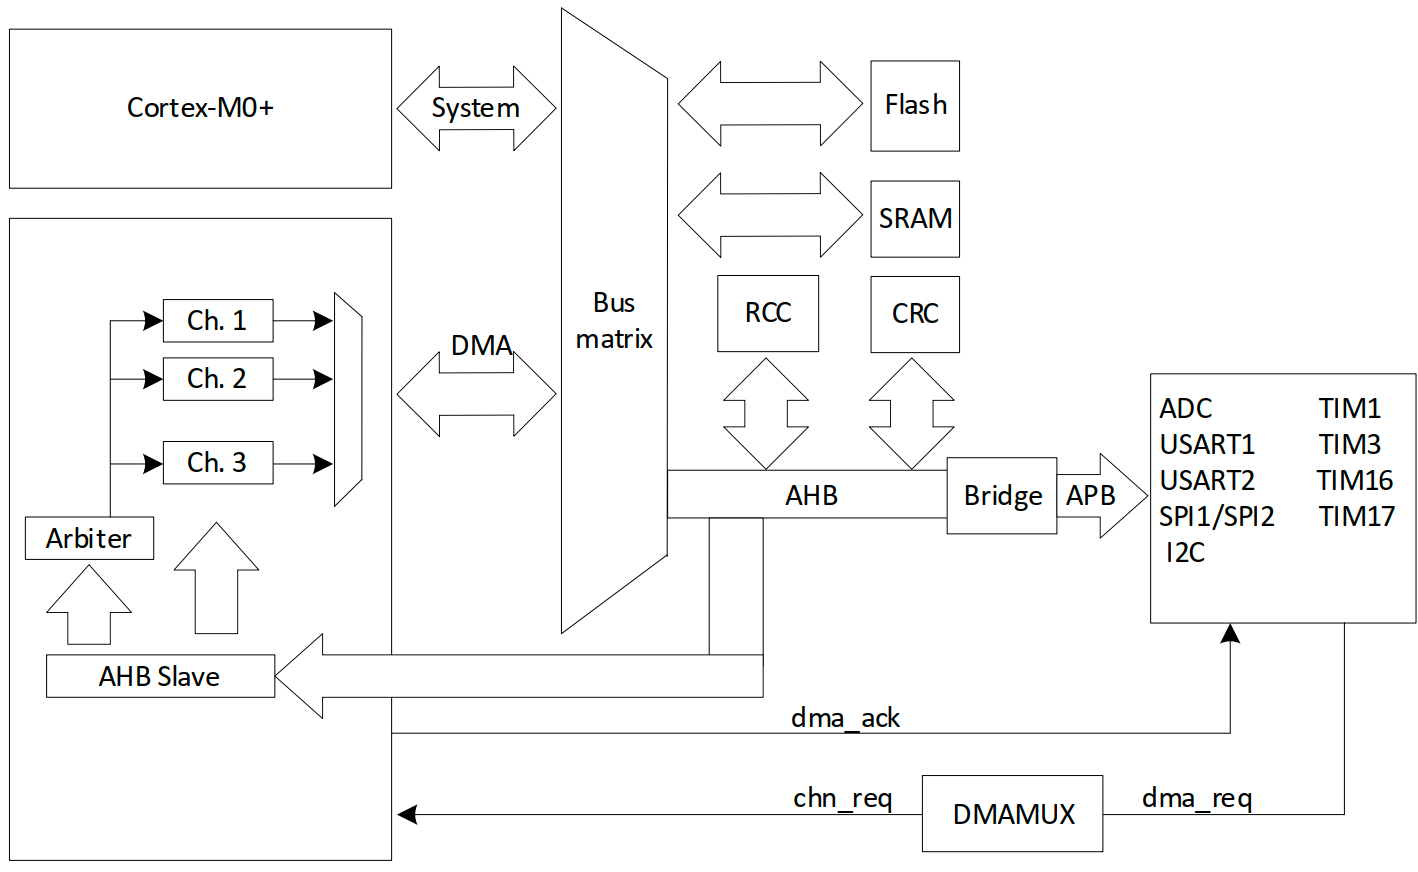 Cortex-M0+
System
Flash
SRAM
Bus
matrix
RCC
CRC
Ch. 1
Ch. 2
Ch. 3
DMA
Arbiter
AHB Slave
AHB
Bridge
APB
ADC TIM1
USART1 TIM3
USART2 TIM16
SPI1/SPI2 TIM17
I2C
dma_ack
chn_req
DMAMUX
dma_req